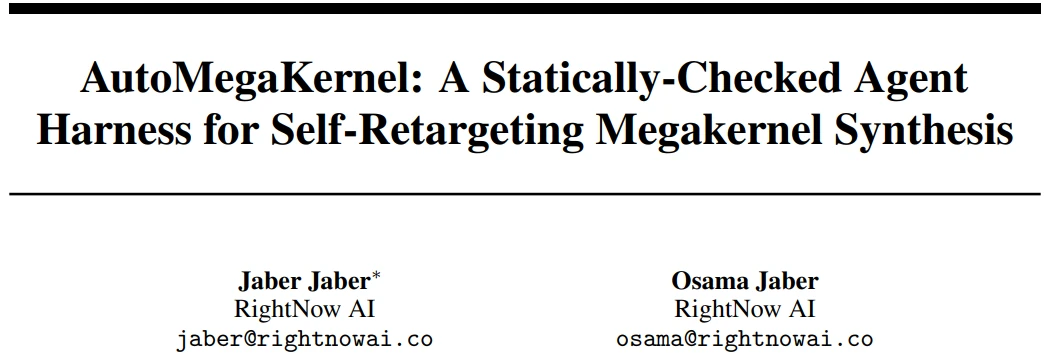 AutoMegaKernel: A Statically-Checked Agent
Harness for Self-Retargeting Megakernel Synthesis
Jaber Jaber*
RightNow AI
jaber@rightnowai.co
Osama Jaber
RightNow AI
osama@rightnowai.co